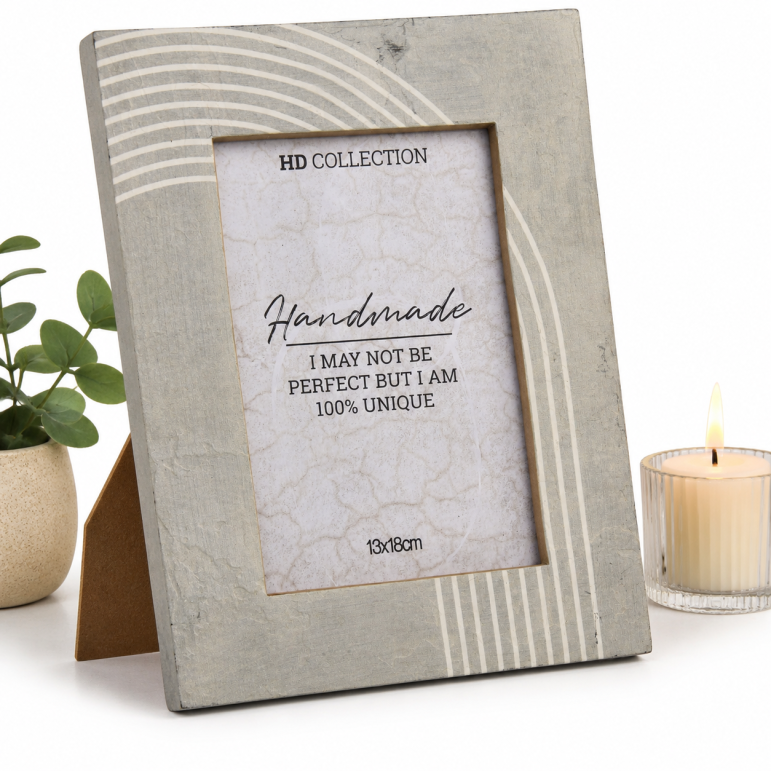 HD COLLECTION
Handmade
I MAY NOT BE
PERFECT BUT I AM
100% UNIQUE
13x18cm